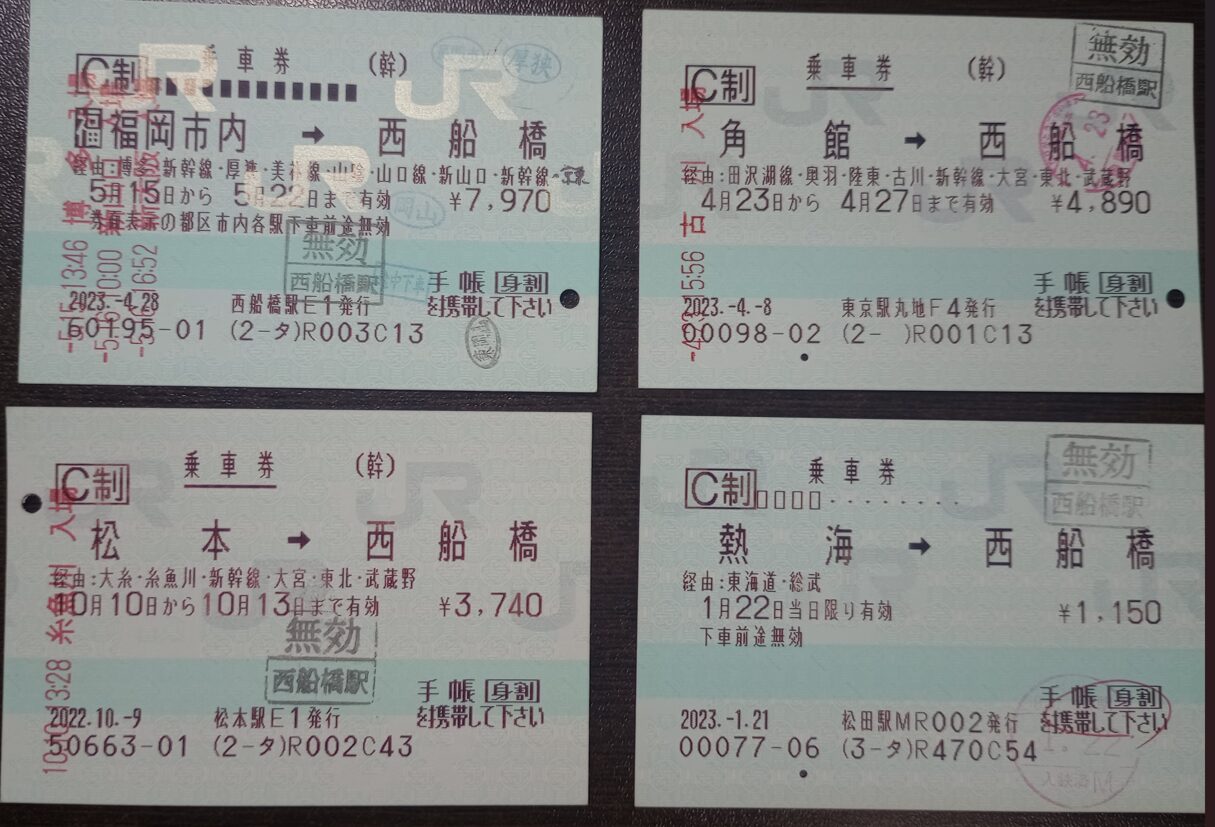 C制
乗車券 (幹)
厚狭
福岡市内 → 西船橋
経由:博多・新幹線・厚狭・美祢線・山陰・山口線・新山口・新幹線・東京
5月15日から 5月22日まで有効 ¥7,970
券面表示の都区市内各駅下車前途無効
岡山
無効
西船橋駅
手帳 身割
を携帯して下さい
2023.-4.28 西船橋駅E1発行
60195-01 (2-タ)R003C13
C制
乗車券 (幹)
無効
西船橋駅
23
角館 → 西船橋
経由:田沢湖線・奥羽・陸東・古川・新幹線・大宮・東北・武蔵野
4月23日から 4月27日まで有効 ¥4,890
手帳 身割
を携帯して下さい
2023.-4.-8 東京駅丸地F4発行
00098-02 (2- )R001C13
C制
乗車券 (幹)
松本 → 西船橋
経由:大糸・糸魚川・新幹線・大宮・東北・武蔵野
10月10日から10月13日まで有効 ¥3,740
無効
西船橋駅
手帳 身割
を携帯して下さい
2022.10.-9 松本駅E1発行
50663-01 (2-タ)R002C43
C制
乗車券
無効
西船橋駅
熱海 → 西船橋
経由:東海道・総武
1月22日当日限り有効 ¥1,150
下車前途無効
手帳 身割
を携帯して下さい
2023.-1.21 松田駅MR002発行
00077-06 (3-タ)R470C54